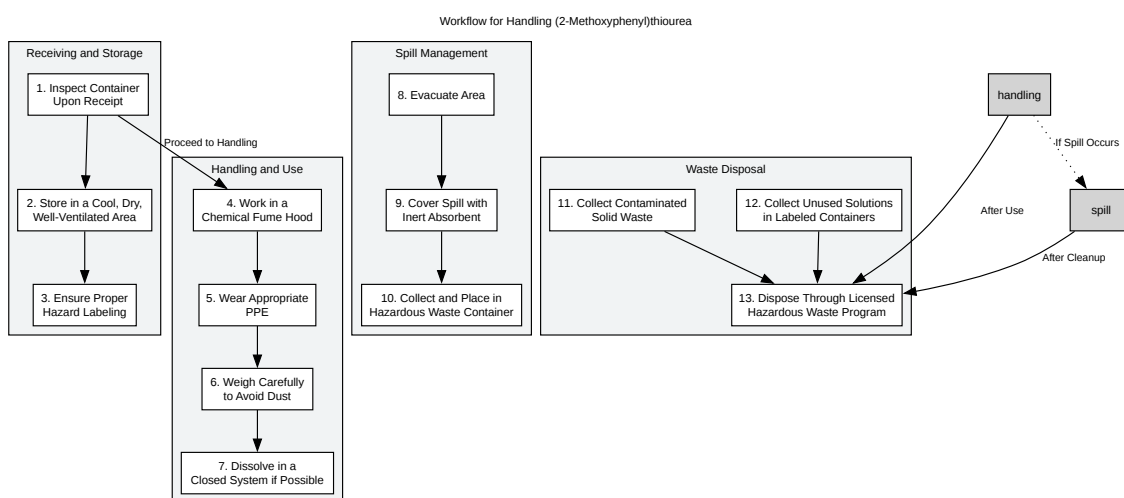 Workflow for Handling (2-Methoxyphenyl)thiourea
Receiving and Storage
1. Inspect Container
Upon Receipt
Proceed to Handling
2. Store in a Cool, Dry,
Well-Ventilated Area
3. Ensure Proper
Hazard Labeling
Handling and Use
4. Work in a
Chemical Fume Hood
5. Wear Appropriate
PPE
6. Weigh Carefully
to Avoid Dust
7. Dissolve in a
Closed System if Possible
Spill Management
8. Evacuate Area
9. Cover Spill with
Inert Absorbent
10. Collect and Place in
Hazardous Waste Container
Waste Disposal
11. Collect Contaminated
Solid Waste
12. Collect Unused Solutions
in Labeled Containers
13. Dispose Through Licensed
Hazardous Waste Program
handling
If Spill Occurs
spill
After Use
After Cleanup